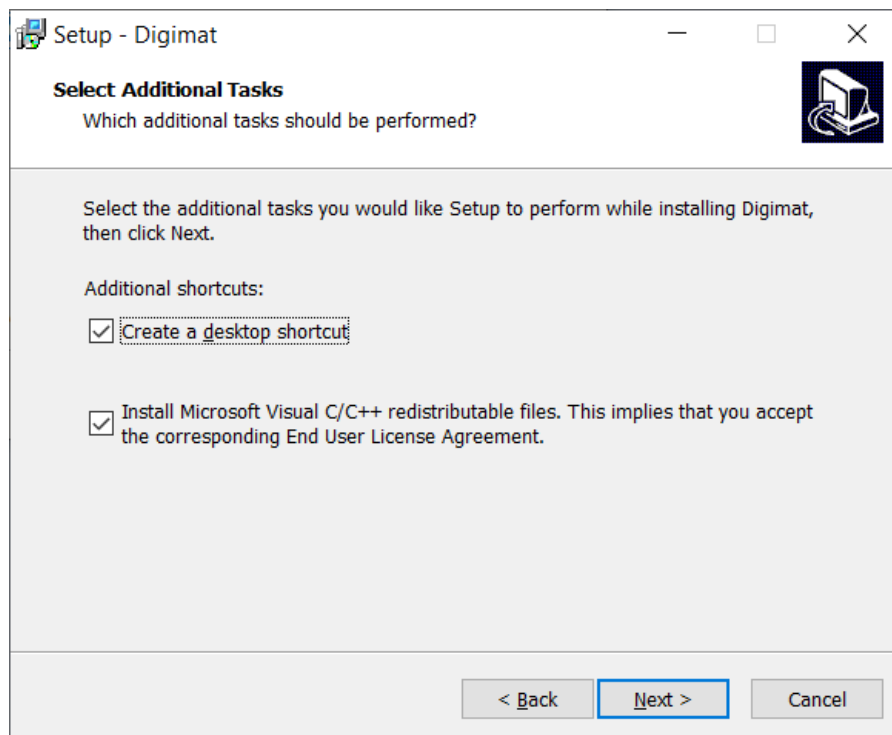 Setup - Digimat
Select Additional Tasks
Which additional tasks should be performed?
Select the additional tasks you would like Setup to perform while installing Digimat,
then click Next.
Additional shortcuts:
Create a desktop shortcut
Install Microsoft Visual C/C++ redistributable files. This implies that you accept
the corresponding End User License Agreement.
< Back
Next >
Cancel